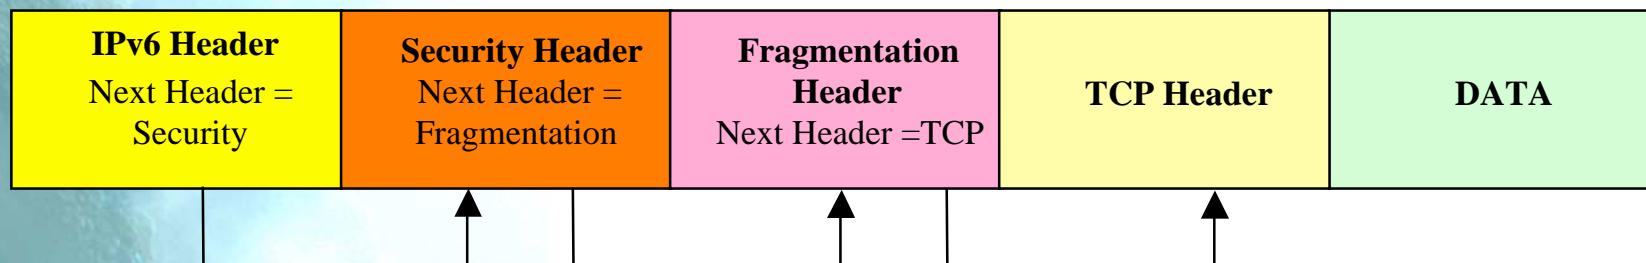 IPv6 Header
Next Header =
Security
Security Header
Next Header =
Fragmentation
Fragmentation
Header
Next Header =TCP
TCP Header
DATA